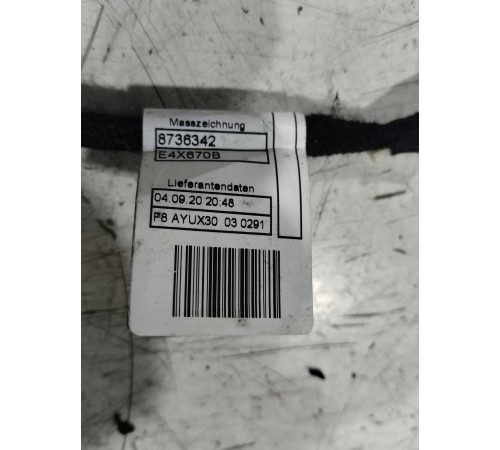 Masszeichnung
8736342
E4X670B
Lieferantendaten
04.09.20 20:48
P8 AYUX30 03 0291